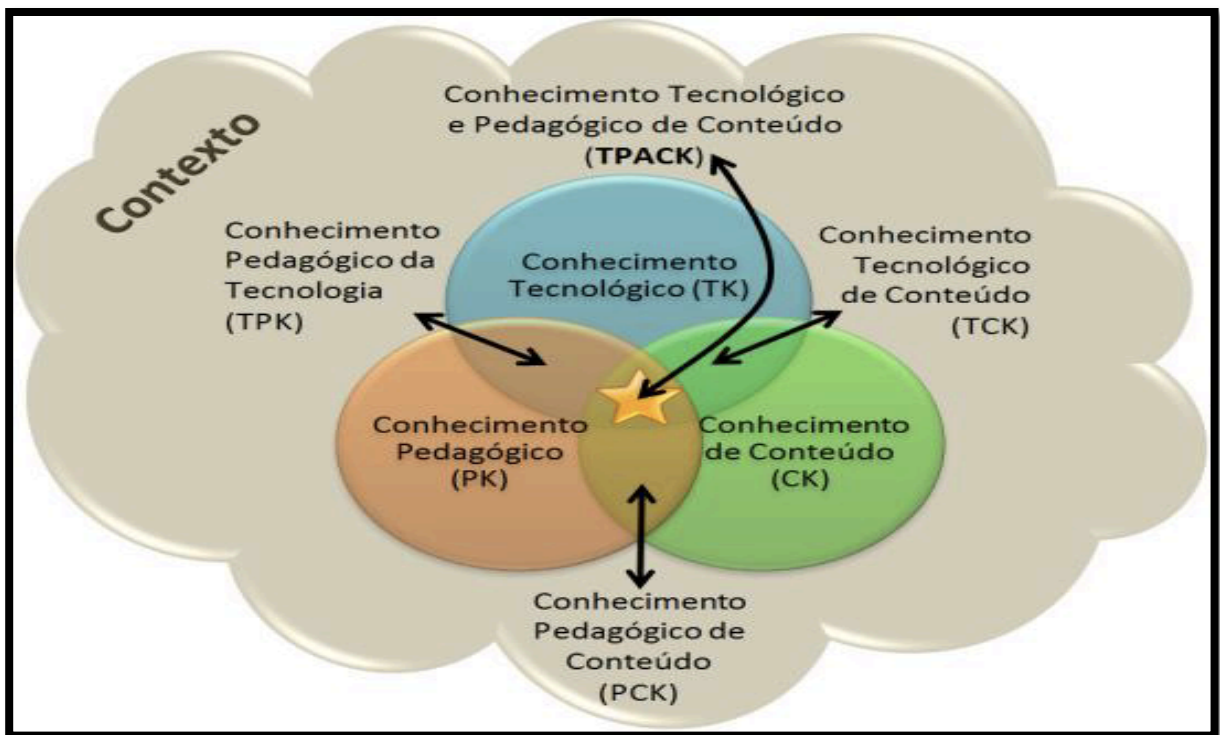 Contexto
Conhecimento Tecnológico
e Pedagógico de Conteúdo
(TPACK)
Conhecimento
Pedagógico da
Tecnologia
(TPK)
Conhecimento
Tecnológico (TK)
Conhecimento
Tecnológico
de Conteúdo
(TCK)
Conhecimento
Pedagógico
(PK)
Conhecimento
de Conteúdo
(CK)
Conhecimento
Pedagógico de
Conteúdo
(PCK)